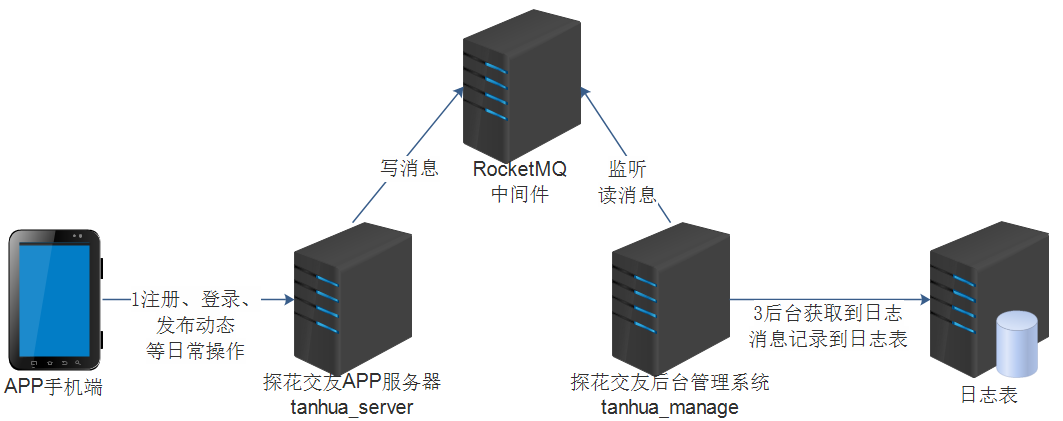 RocketMQ
中间件
写消息
监听
读消息
1注册、登录、
发布动态
等日常操作
3后台获取到日志
消息记录到日志表
APP手机端
探花交友APP服务器
tanhua_server
探花交友后台管理系统
tanhua_manage
日志表